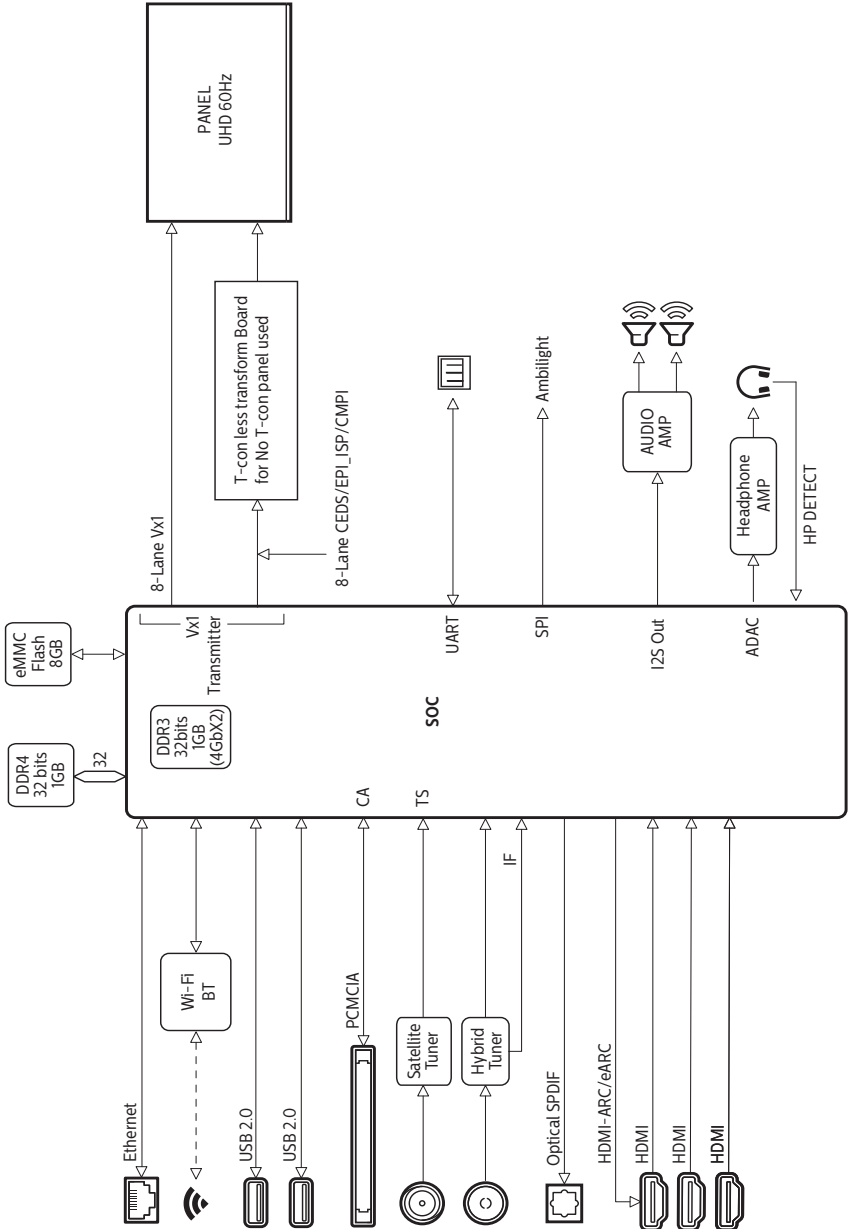 Ethernet
Wi-Fi
BT
USB 2.0
USB 2.0
PCMCIA
Satellite
Tuner
Hybrid
Tuner
IF
Optical SPDIF
HDMI-ARC/eARC
HDMI
HDMI
HDMI
DDR4
32 bits
1GB
32
eMMC
Flash
8GB
DDR3
32bits
1GB
(4GbX2)
CA
TS
SOC
Vx1
Transmitter
UART
SPI
I2S Out
ADAC
8-Lane Vx1
T-con less transform Board
for No T-con panel used
8-Lane CEDS/EPI_ISP/CMPI
PANEL
UHD 60Hz
Ambilight
AUDIO
AMP
Headphone
AMP
HP DETECT